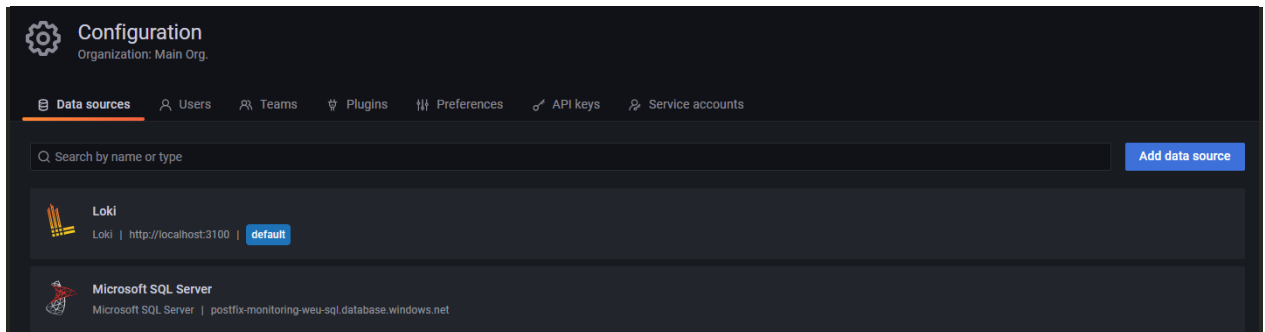 Configuration
Organization: Main Org.
Data sources Users Teams Plugins Preferences API keys Service accounts
Search by name or type Add data source
Loki
Loki | http://localhost:3100 | default
Microsoft SQL Server
Microsoft SQL Server | postfix-monitoring-weu-sql.database.windows.net